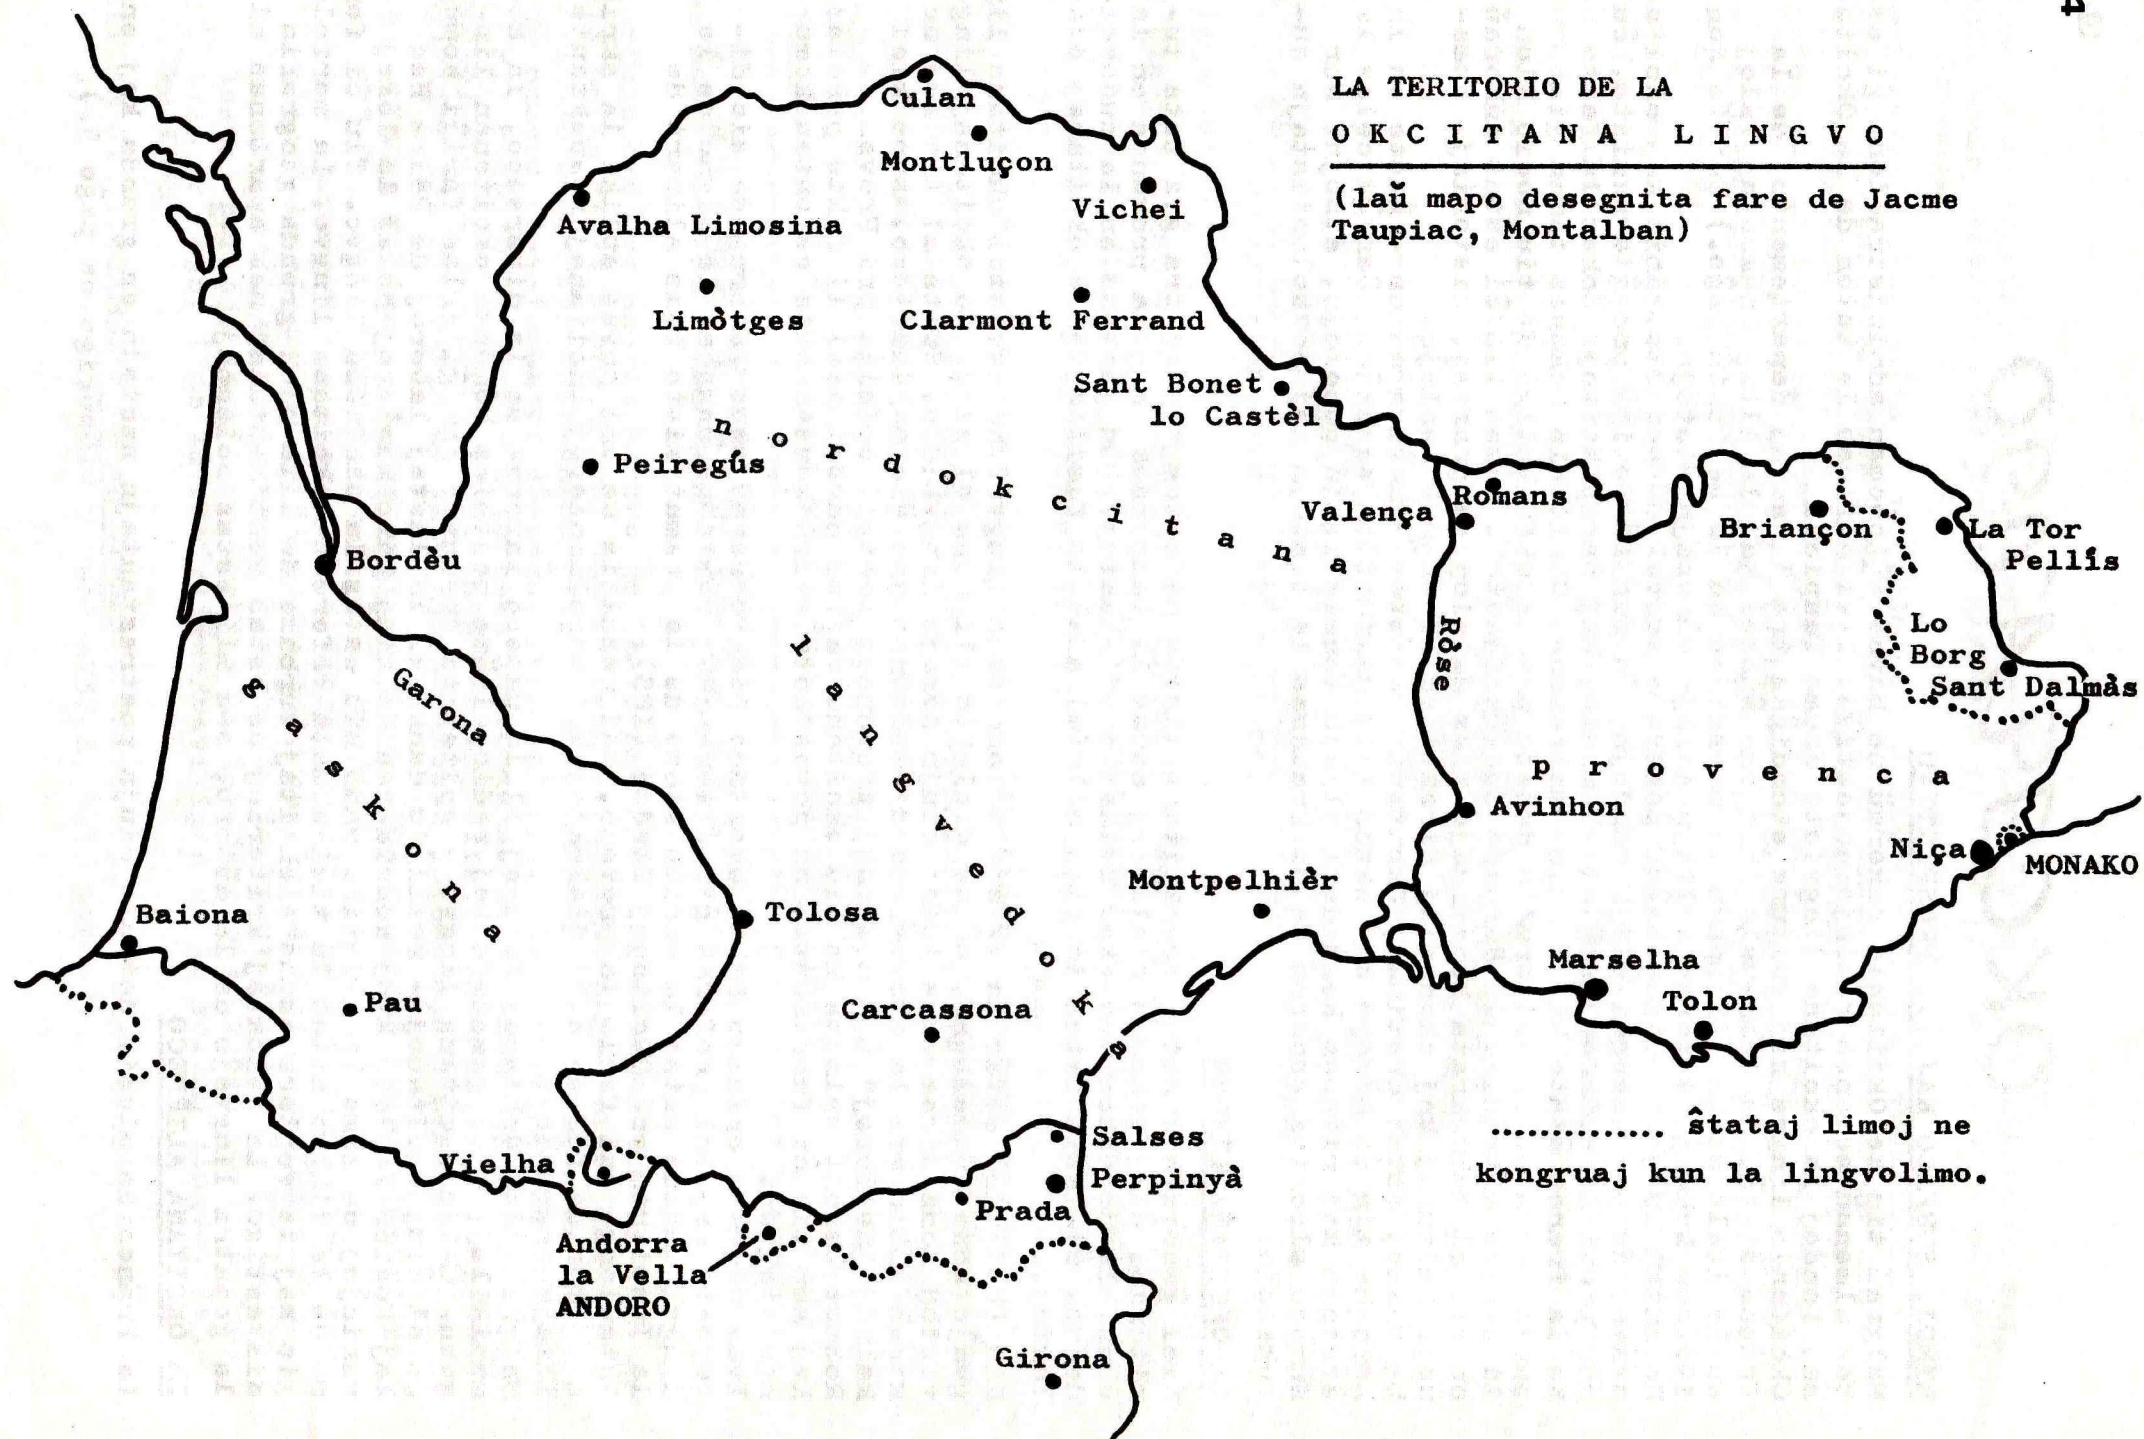 4
LA TERITORIO DE LA
OKCITANA LINGVO
(laŭ mapo desegnita fare de Jacme
Taupiac, Montalban)
Culan
Montluçon
Vichei
Avalha Limosina
Limòtges
Clarmont Ferrand
Sant Bonet
lo Castèl
nordokcitana
Peiregús
Romans
Valença
Briançon
La Tor
Pellís
Bordèu
Lo
Borg
Sant Dalmàs
Ròse
Garona
gaskona
langvedoka
provenca
Avinhon
Niça
MONAKO
Montpelhièr
Baiona
Tolosa
Marselha
Tolon
Pau
Carcassona
Salses
Vielha
Perpinyà
Prada
Andorra
la Vella
ANDORO
Girona
.............. ŝtataj limoj ne
kongruaj kun la lingvolimo.